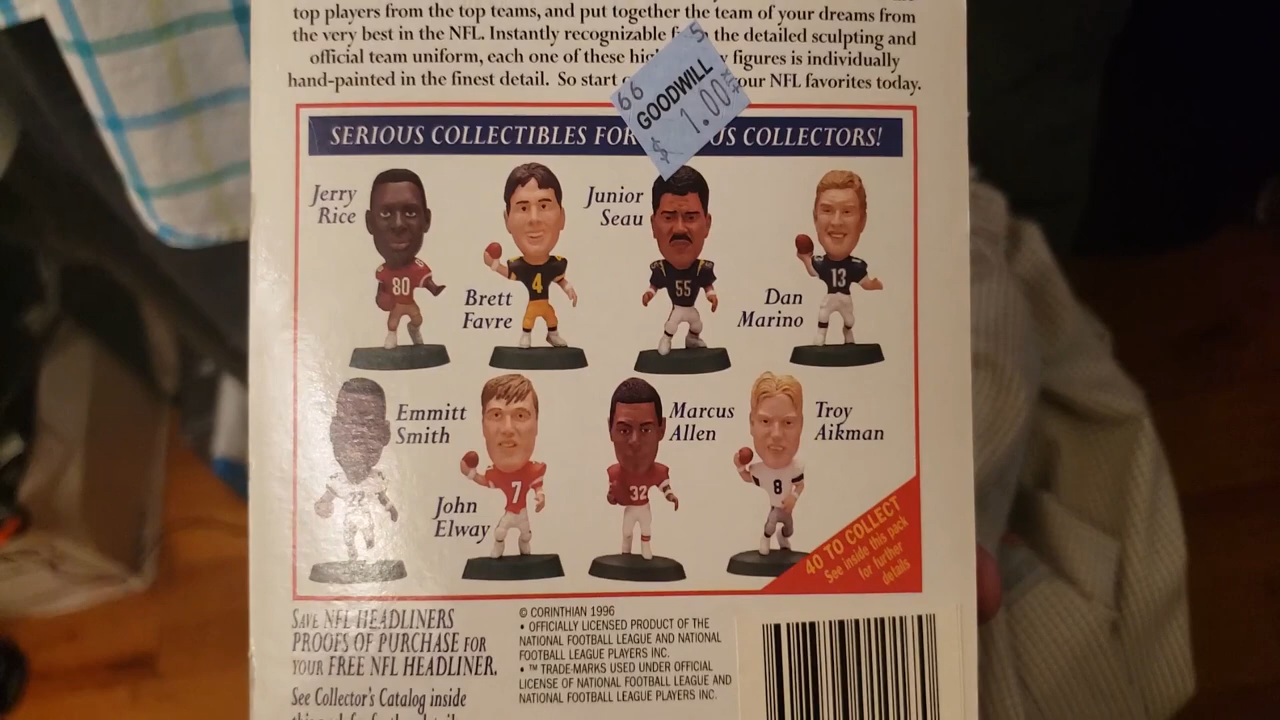 top players from the top teams, and put together the team of your dreams from
the very best in the NFL. Instantly recognizable the detailed sculpting and
official team uniform, each one of these figures is individually
hand-painted in the finest detail. So start our NFL favorites today.
66
5
GOODWILL
$ 1.00
SERIOUS COLLECTIBLES FOR US COLLECTORS!
Jerry
Rice
80
Brett
Favre
4
Junior
Seau
55
Dan
Marino
13
Emmitt
Smith
22
John
Elway
7
Marcus
Allen
32
Troy
Aikman
8
40 TO COLLECT
See inside this pack
for further
details
SAVE NFL HEADLINERS
PROOFS OF PURCHASE FOR
YOUR FREE NFL HEADLINER.
See Collector's Catalog inside
© CORINTHIAN 1996
• OFFICIALLY LICENSED PRODUCT OF THE
NATIONAL FOOTBALL LEAGUE AND NATIONAL
FOOTBALL LEAGUE PLAYERS INC.
• ™ TRADE-MARKS USED UNDER OFFICIAL
LICENSE OF NATIONAL FOOTBALL LEAGUE AND
NATIONAL FOOTBALL LEAGUE PLAYERS INC.